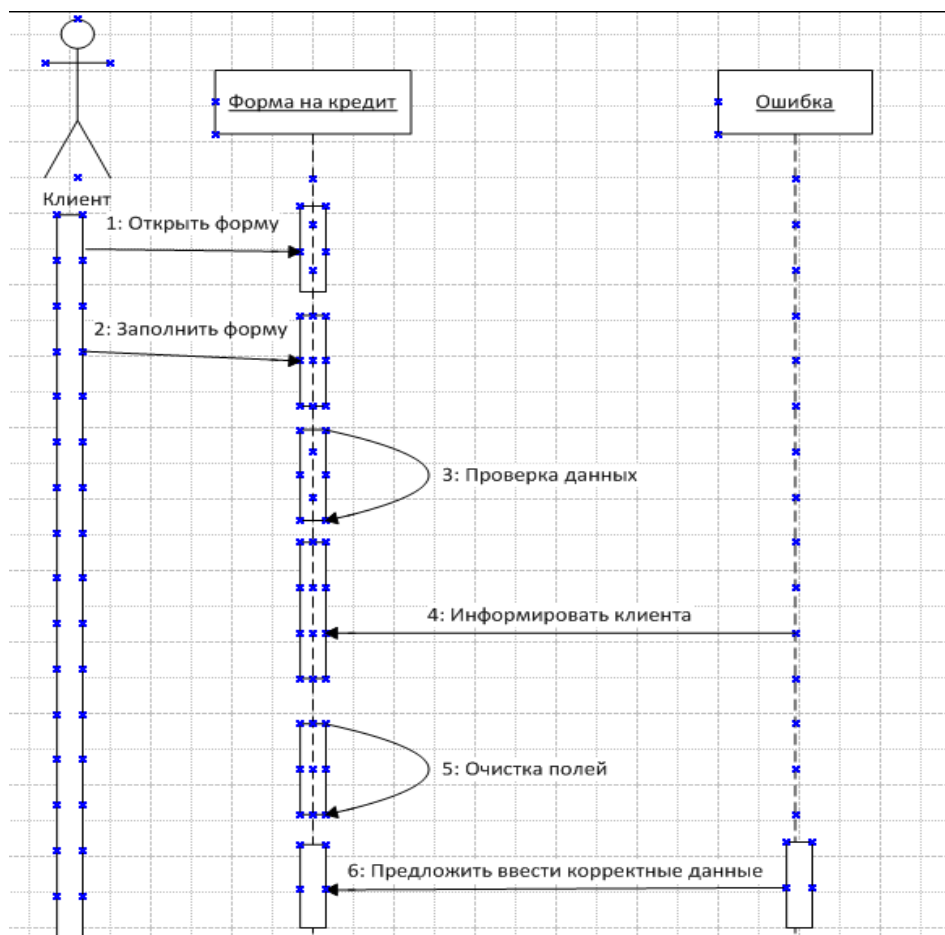 Форма на кредит
Ошибка
Клиент
1: Открыть форму
2: Заполнить форму
3: Проверка данных
4: Информировать клиента
5: Очистка полей
6: Предложить ввести корректные данные